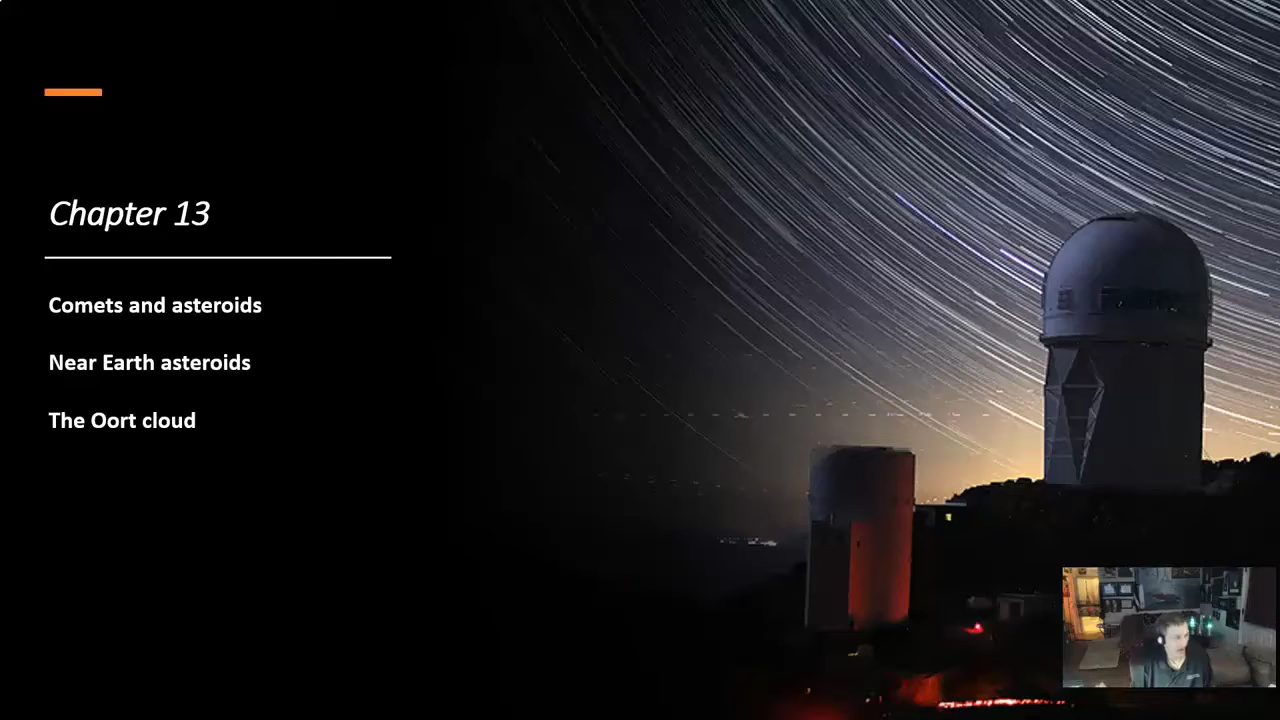 Chapter 13
Comets and asteroids
Near Earth asteroids
The Oort cloud